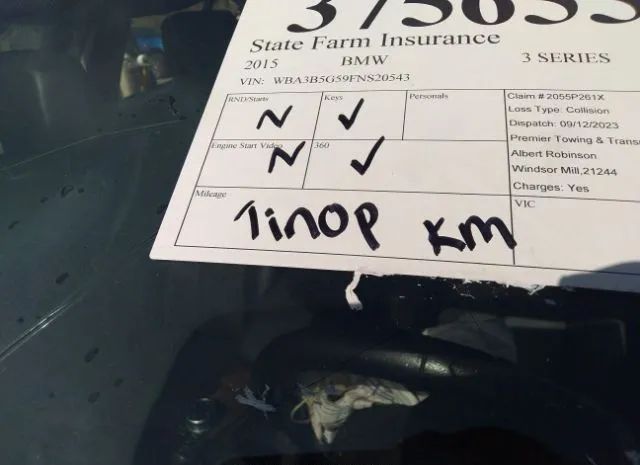 State Farm Insurance
2015 BMW 3 SERIES
VIN: WBA3B5G59FNS20543
RND/Starts N Keys ✓ Personals
Engine Start Video N 360 ✓
Mileage
TinOP KM
Claim # 2055P261X
Loss Type: Collision
Dispatch: 09/12/2023
Premier Towing &
Albert Robinson
Windsor Mill,21244
Charges: Yes
VIC